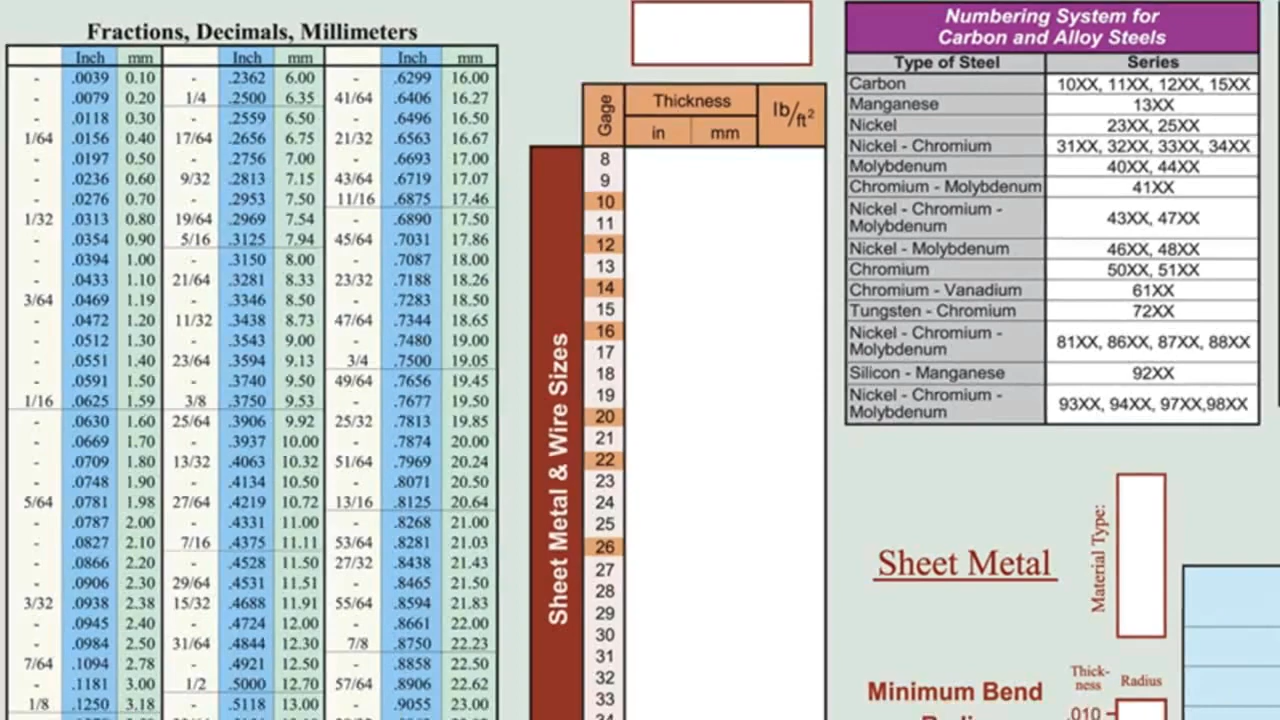 Fractions, Decimals, Millimeters
Inch mm Inch mm Inch mm
- .0039 0.10 - .2362 6.00 - .6299 16.00
- .0079 0.20 1/4 .2500 6.35 41/64 .6406 16.27
- .0118 0.30 - .2559 6.50 - .6496 16.50
1/64 .0156 0.40 17/64 .2656 6.75 21/32 .6563 16.67
- .0197 0.50 - .2756 7.00 - .6693 17.00
- .0236 0.60 9/32 .2813 7.15 43/64 .6719 17.07
- .0276 0.70 - .2953 7.50 11/16 .6875 17.46
1/32 .0313 0.80 19/64 .2969 7.54 - .6890 17.50
- .0354 0.90 5/16 .3125 7.94 45/64 .7031 17.86
- .0394 1.00 - .3150 8.00 - .7087 18.00
- .0433 1.10 21/64 .3281 8.33 23/32 .7188 18.26
3/64 .0469 1.19 - .3346 8.50 - .7283 18.50
- .0472 1.20 11/32 .3438 8.73 47/64 .7344 18.65
- .0512 1.30 - .3543 9.00 - .7480 19.00
- .0551 1.40 23/64 .3594 9.13 3/4 .7500 19.05
- .0591 1.50 - .3740 9.50 49/64 .7656 19.45
1/16 .0625 1.59 3/8 .3750 9.53 - .7677 19.50
- .0630 1.60 25/64 .3906 9.92 25/32 .7813 19.85
- .0669 1.70 - .3937 10.00 - .7874 20.00
- .0709 1.80 13/32 .4063 10.32 51/64 .7969 20.24
- .0748 1.90 - .4134 10.50 - .8071 20.50
5/64 .0781 1.98 27/64 .4219 10.72 13/16 .8125 20.64
- .0787 2.00 - .4331 11.00 - .8268 21.00
- .0827 2.10 7/16 .4375 11.11 53/64 .8281 21.03
- .0866 2.20 - .4528 11.50 27/32 .8438 21.43
- .0906 2.30 29/64 .4531 11.51 - .8465 21.50
3/32 .0938 2.38 15/32 .4688 11.91 55/64 .8594 21.83
- .0945 2.40 - .4724 12.00 - .8661 22.00
- .0984 2.50 31/64 .4844 12.30 7/8 .8750 22.23
7/64 .1094 2.78 - .4921 12.50 - .8858 22.50
- .1181 3.00 1/2 .5000 12.70 57/64 .8906 22.62
1/8 .1250 3.18 - .5118 13.00 - .9055 23.00
Sheet Metal & Wire Sizes
Gage
Thickness
in mm
lb/ft²
8
9
10
11
12
13
14
15
16
17
18
19
20
21
22
23
24
25
26
27
28
29
30
31
32
33
Numbering System for
Carbon and Alloy Steels
Type of Steel Series
Carbon 10XX, 11XX, 12XX, 15XX
Manganese 13XX
Nickel 23XX, 25XX
Nickel - Chromium 31XX, 32XX, 33XX, 34XX
Molybdenum 40XX, 44XX
Chromium - Molybdenum 41XX
Nickel - Chromium -
Molybdenum 43XX, 47XX
Nickel - Molybdenum 46XX, 48XX
Chromium 50XX, 51XX
Chromium - Vanadium 61XX
Tungsten - Chromium 72XX
Nickel - Chromium -
Molybdenum 81XX, 86XX, 87XX, 88XX
Silicon - Manganese 92XX
Nickel - Chromium -
Molybdenum 93XX, 94XX, 97XX,98XX
Sheet Metal
Material Type:
Minimum Bend
Thick-
ness
Radius
.010